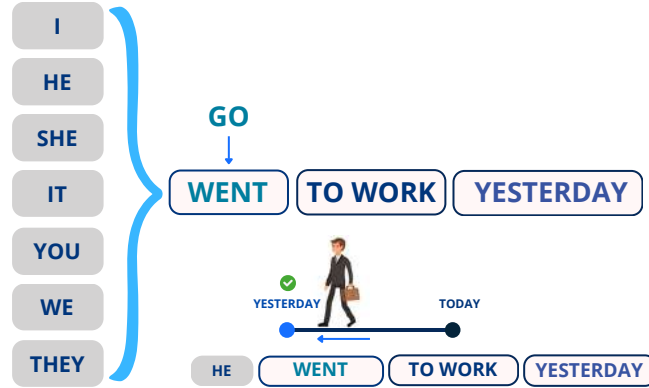 I
HE
SHE
IT
YOU
WE
THEY
GO
WENT TO WORK YESTERDAY
YESTERDAY TODAY
HE WENT TO WORK YESTERDAY